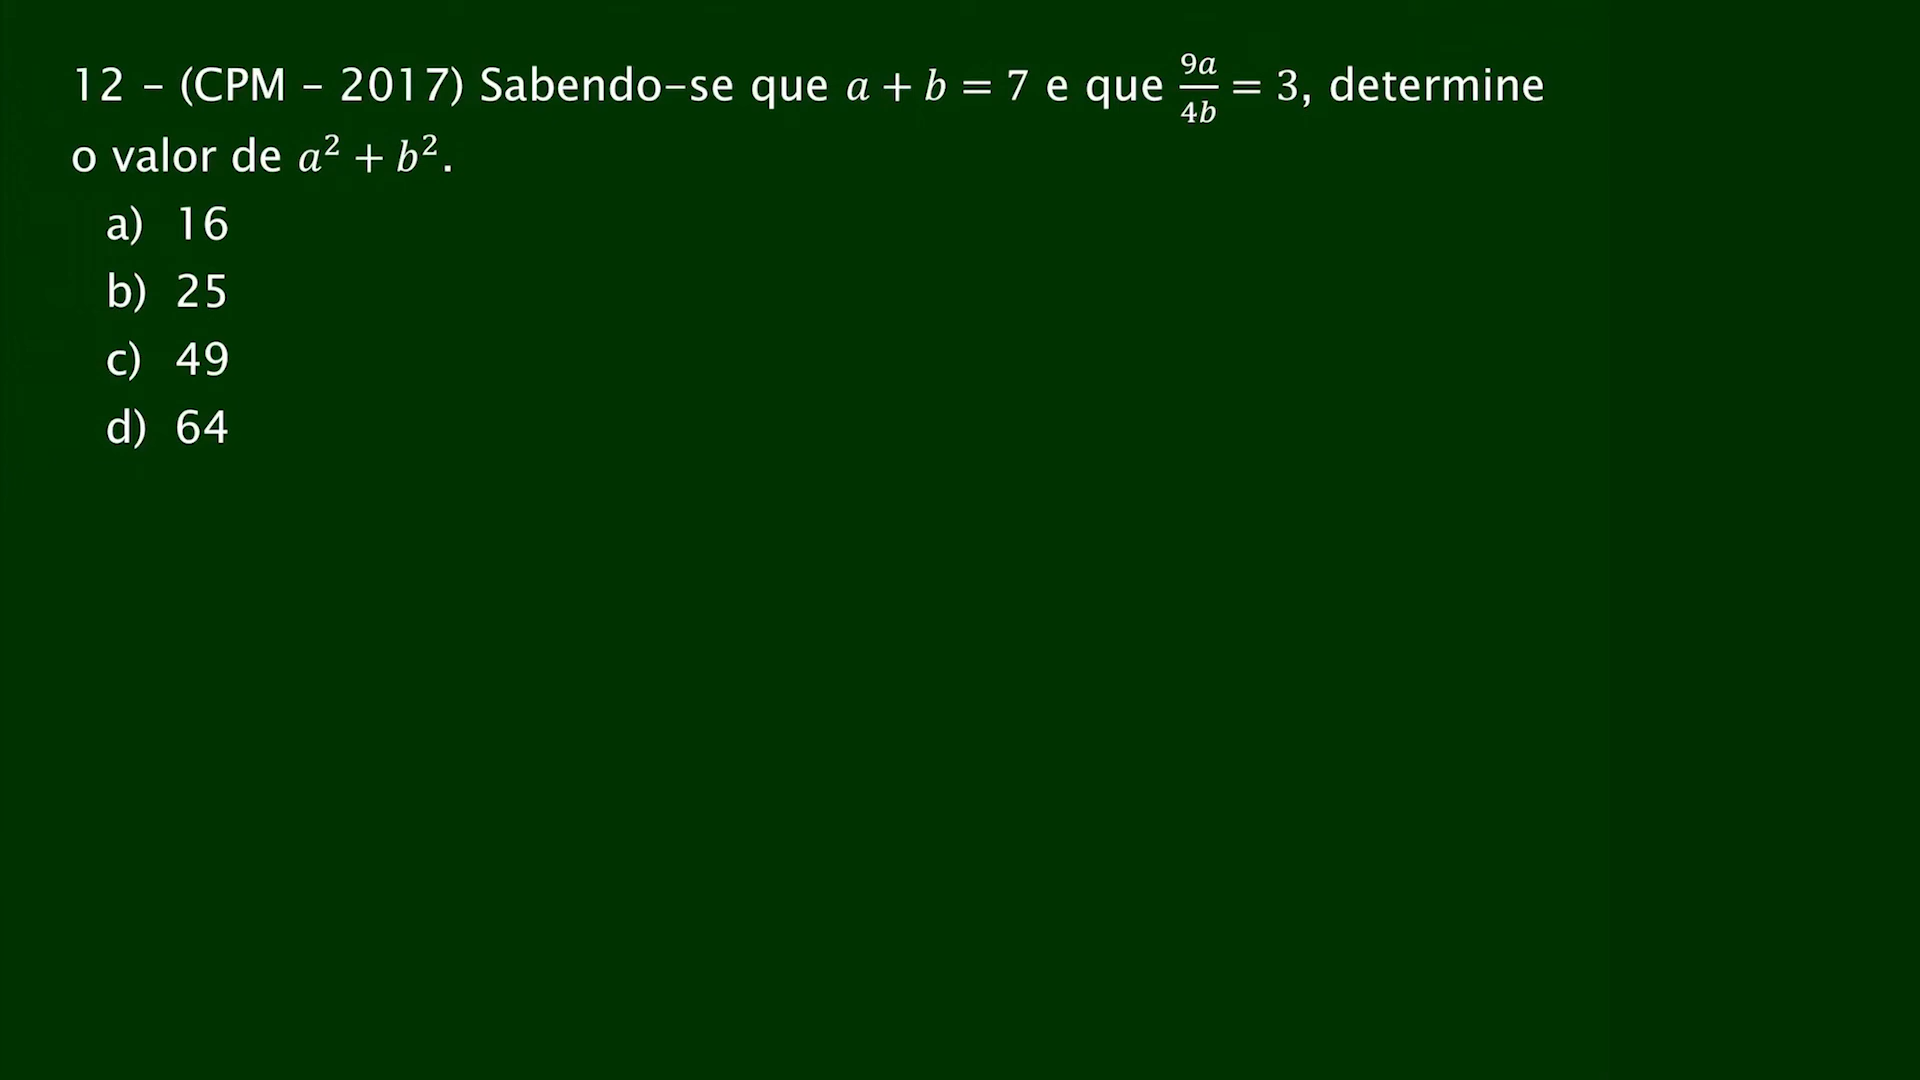 12 – (CPM – 2017) Sabendo-se que a + b = 7 e que 9a/4b = 3, determine
o valor de a² + b².
a) 16
b) 25
c) 49
d) 64